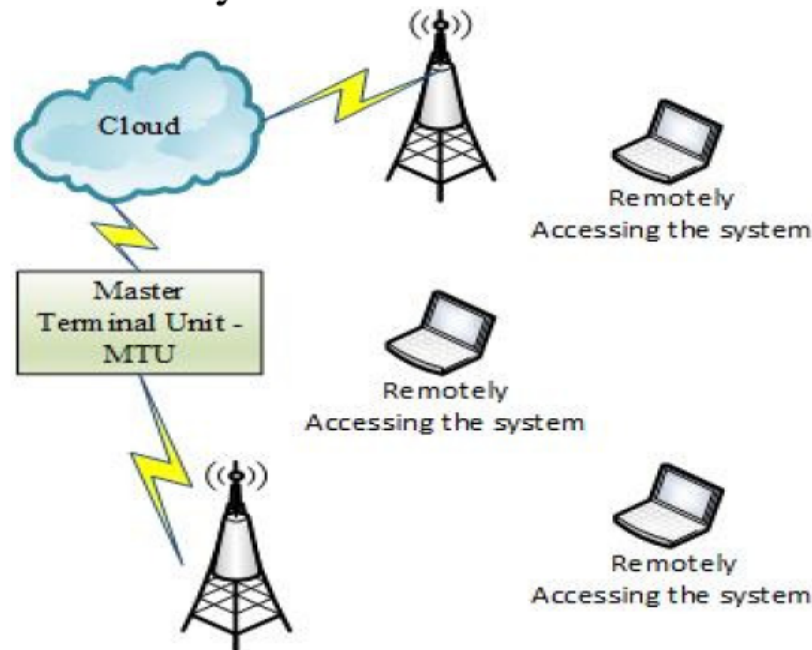 Cloud
Remotely
Accessing the system
Master
Terminal Unit -
MTU
Remotely
Accessing the system
Remotely
Accessing the system